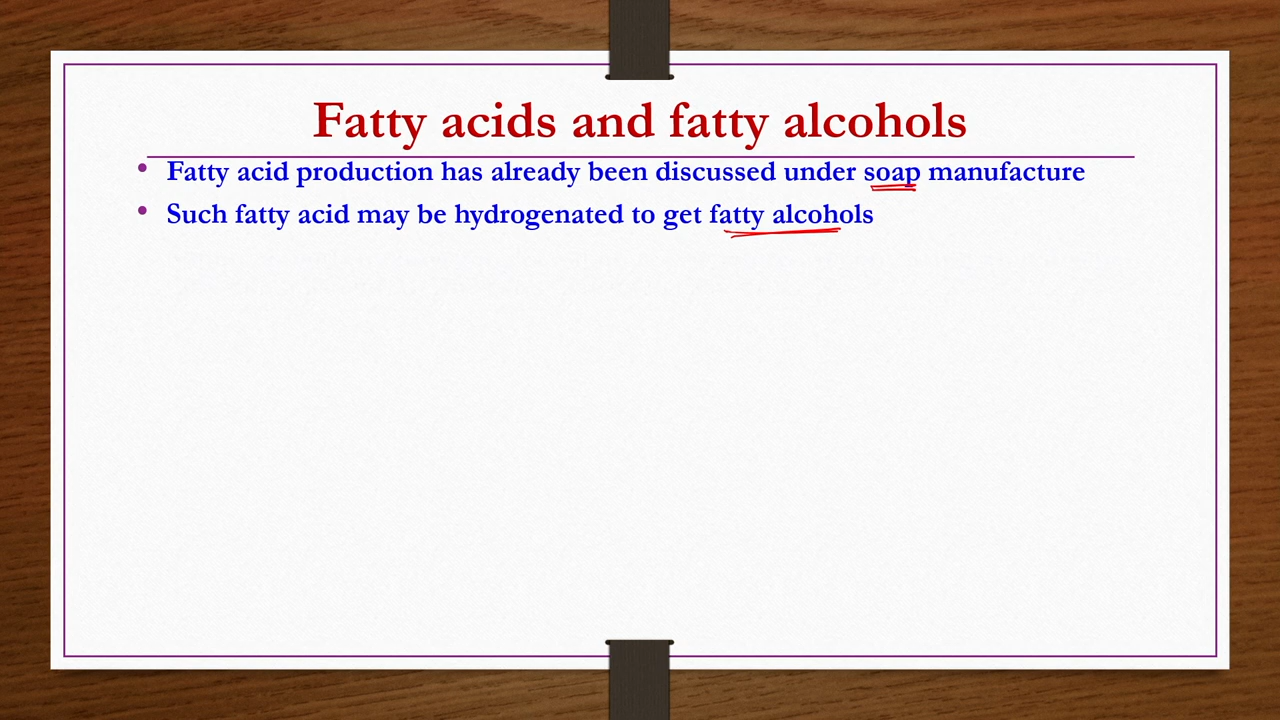 Fatty acids and fatty alcohols
Fatty acid production has already been discussed under soap manufacture
Such fatty acid may be hydrogenated to get fatty alcohols